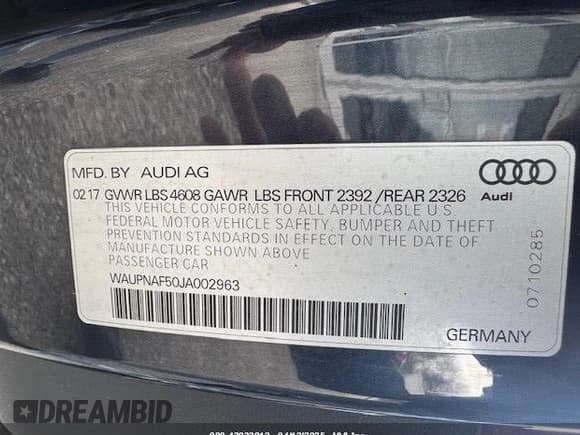 MFD. BY AUDI AG
02 17 GVWR LBS 4608 GAWR LBS FRONT 2392 /REAR 2326
THIS VEHICLE CONFORMS TO ALL APPLICABLE U.S.
FEDERAL MOTOR VEHICLE SAFETY, BUMPER AND THEFT
PREVENTION STANDARDS IN EFFECT ON THE DATE OF
MANUFACTURE SHOWN ABOVE
PASSENGER CAR
WAUPNAF50JA002963
Audi
0710285
GERMANY
DREAMBID